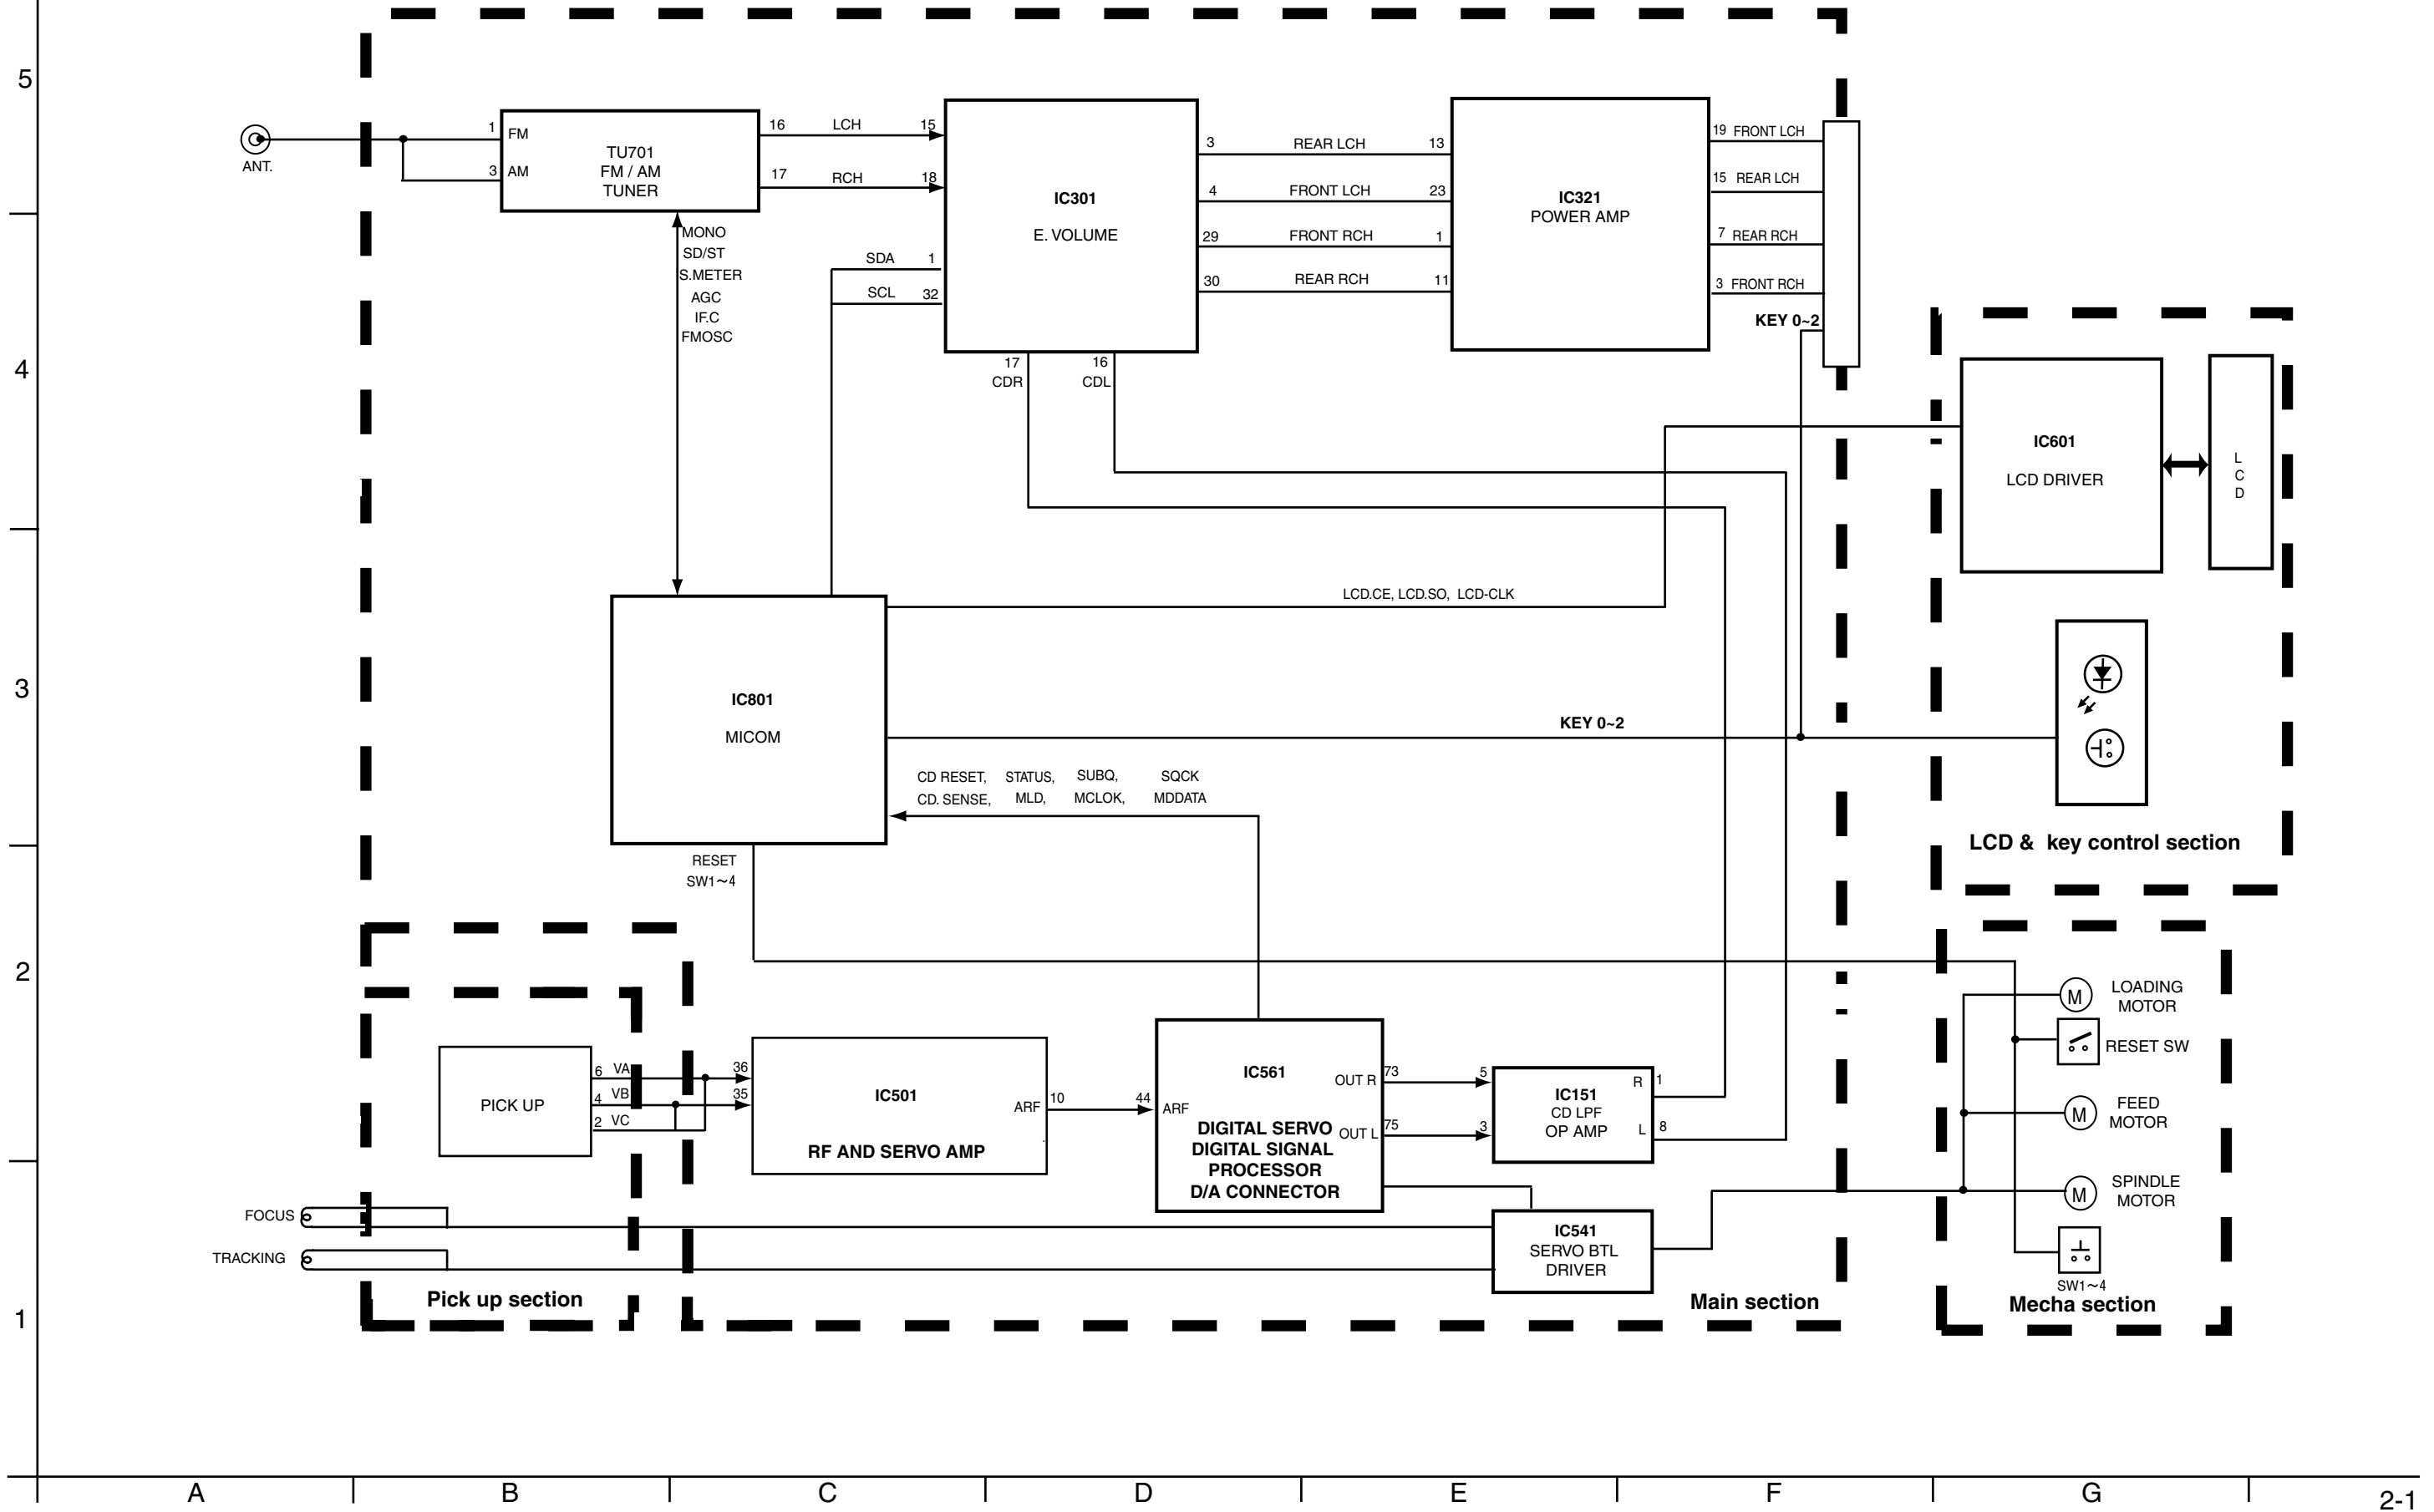 5
4
3
2
1
ANT.
1 FM
3 AM
TU701
FM / AM
TUNER
16 LCH 15
17 RCH 18
MONO
SD/ST
S.METER
AGC
IF.C
FMOSC
SDA 1
SCL 32
IC301
E. VOLUME
17
CDR
16
CDL
3 REAR LCH 13
4 FRONT LCH 23
29 FRONT RCH 1
30 REAR RCH 11
IC321
POWER AMP
19 FRONT LCH
15 REAR LCH
7 REAR RCH
3 FRONT RCH
KEY 0~2
IC601
LCD DRIVER
L
C
D
LCD.CE, LCD.SO, LCD-CLK
IC801
MICOM
KEY 0~2
CD RESET, STATUS, SUBQ, SQCK
CD. SENSE, MLD, MCLOK, MDDATA
RESET
SW1~4
LCD & key control section
PICK UP
6 VA
4 VB
2 VC
36
35
IC501
RF AND SERVO AMP
ARF 10
44 ARF
IC561
DIGITAL SERVO
DIGITAL SIGNAL
PROCESSOR
D/A CONNECTOR
OUT R 73
OUT L 75
5
3
IC151
CD LPF
OP AMP
R 1
L 8
IC541
SERVO BTL
DRIVER
FOCUS
TRACKING
Pick up section
Main section
M
LOADING
MOTOR
RESET SW
M
FEED
MOTOR
M
SPINDLE
MOTOR
SW1~4
Mecha section
A B C D E F G
2-1